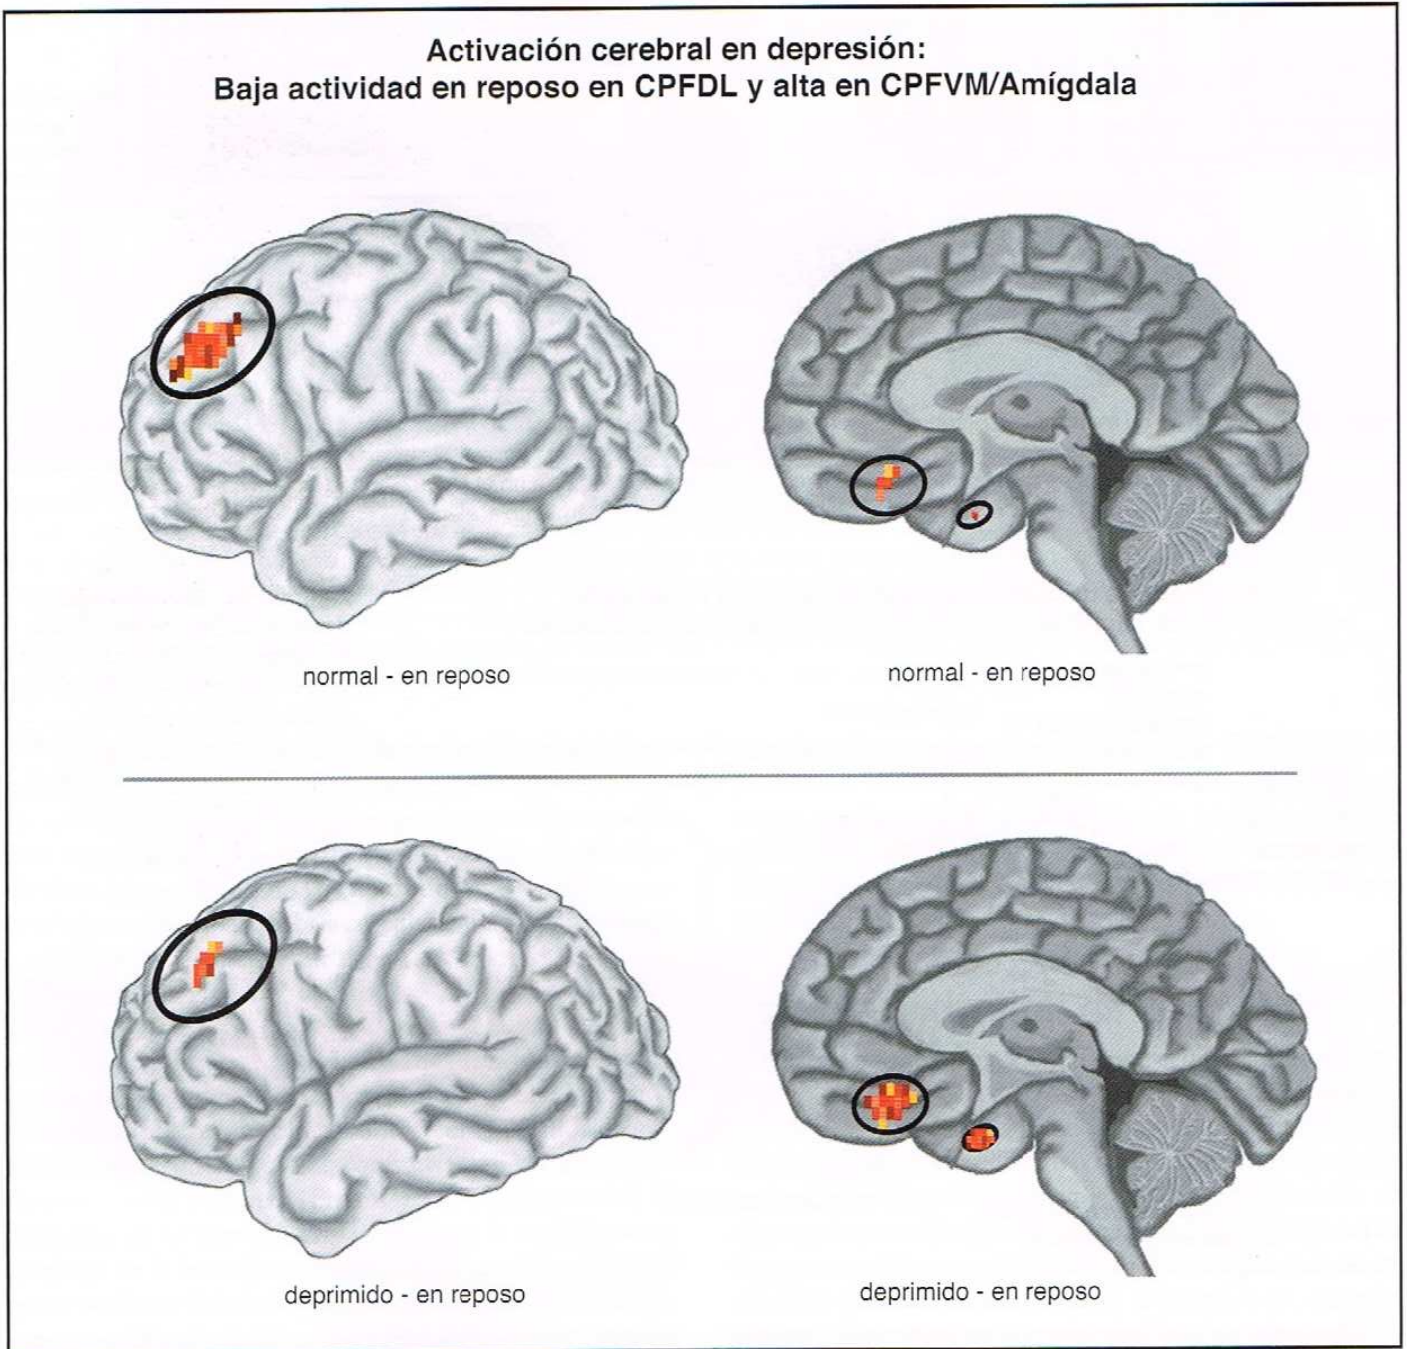 Activación cerebral en depresión:
Baja actividad en reposo en CPFDL y alta en CPFVM/Amígdala
normal - en reposo
normal - en reposo
deprimido - en reposo
deprimido - en reposo